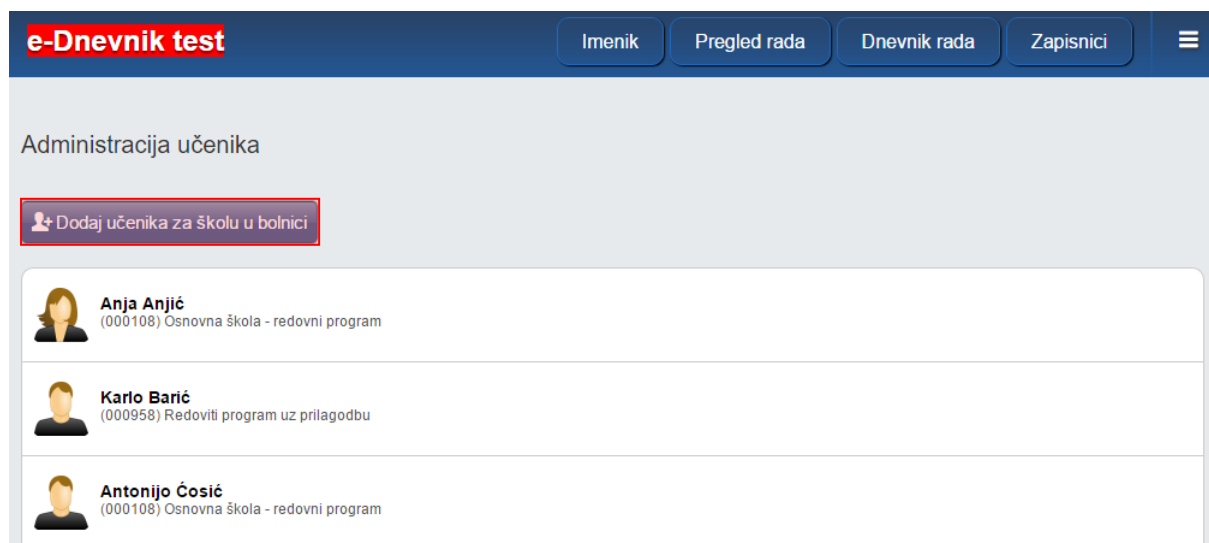 e-Dnevnik test
Imenik
Pregled rada
Dnevnik rada
Zapisnici
Administracija učenika
Dodaj učenika za školu u bolnici
Anja Anjić
(000108) Osnovna škola - redovni program
Karlo Barić
(000958) Redoviti program uz prilagodbu
Antonijo Ćosić
(000108) Osnovna škola - redovni program